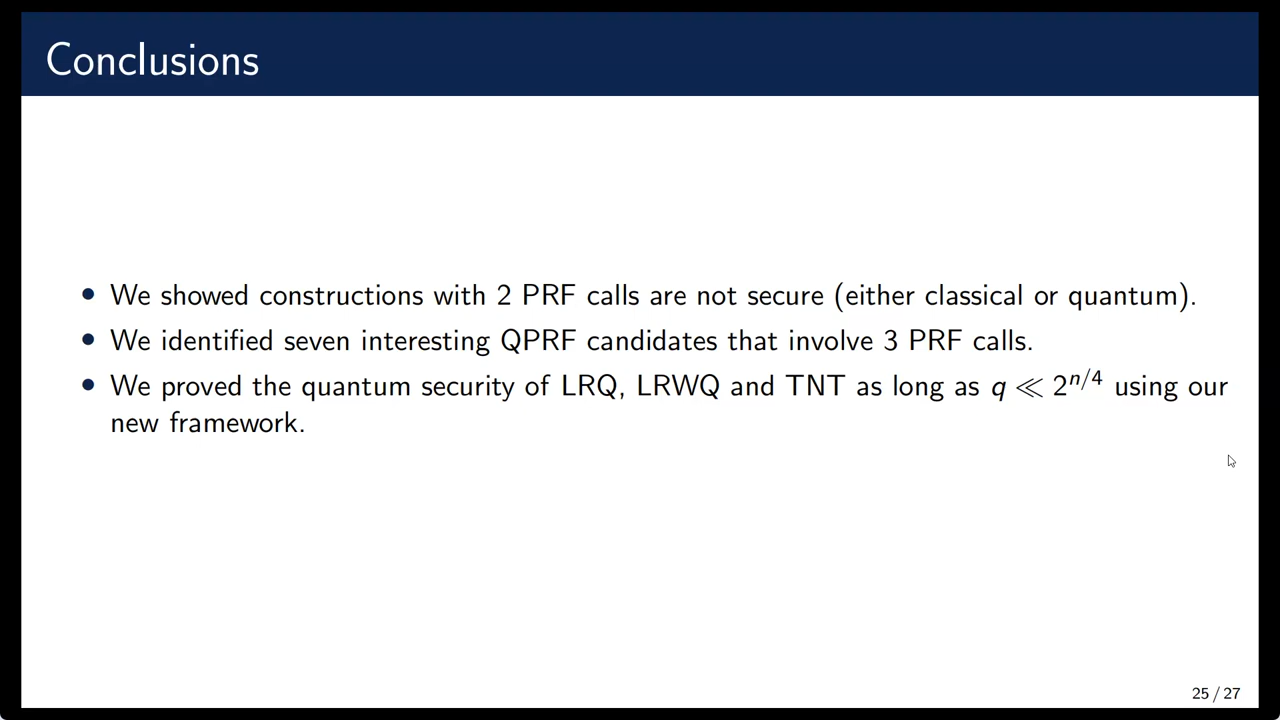 Conclusions
• We showed constructions with 2 PRF calls are not secure (either classical or quantum).
• We identified seven interesting QPRF candidates that involve 3 PRF calls.
• We proved the quantum security of LRQ, LRWQ and TNT as long as q ≪ 2^{n/4} using our
new framework.
25 / 27